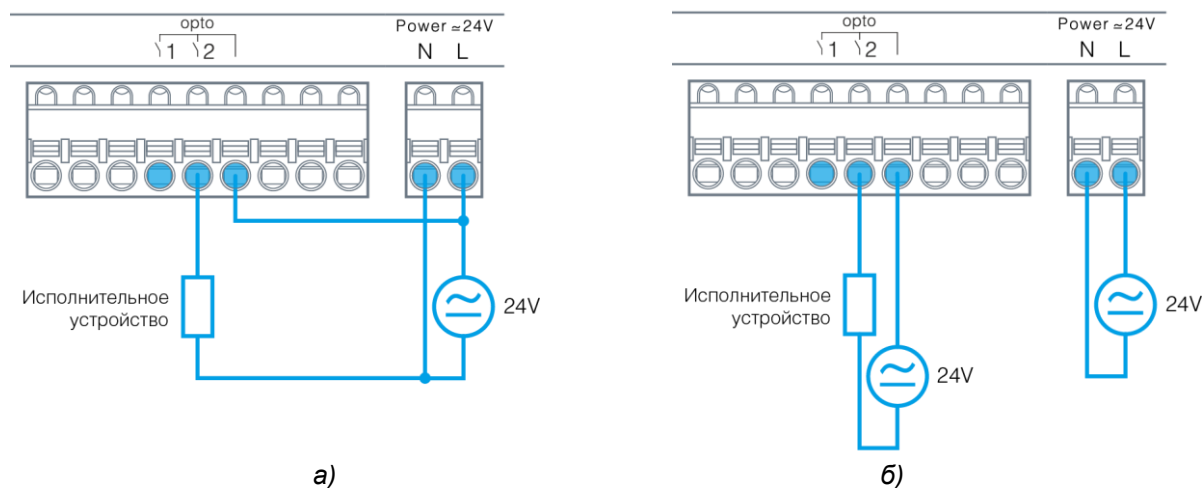 opto
1 2
Power ≃24V
N L
Исполнительное
устройство
24V
а)
opto
1 2
Power ≃24V
N L
Исполнительное
устройство
24V
24V
б)